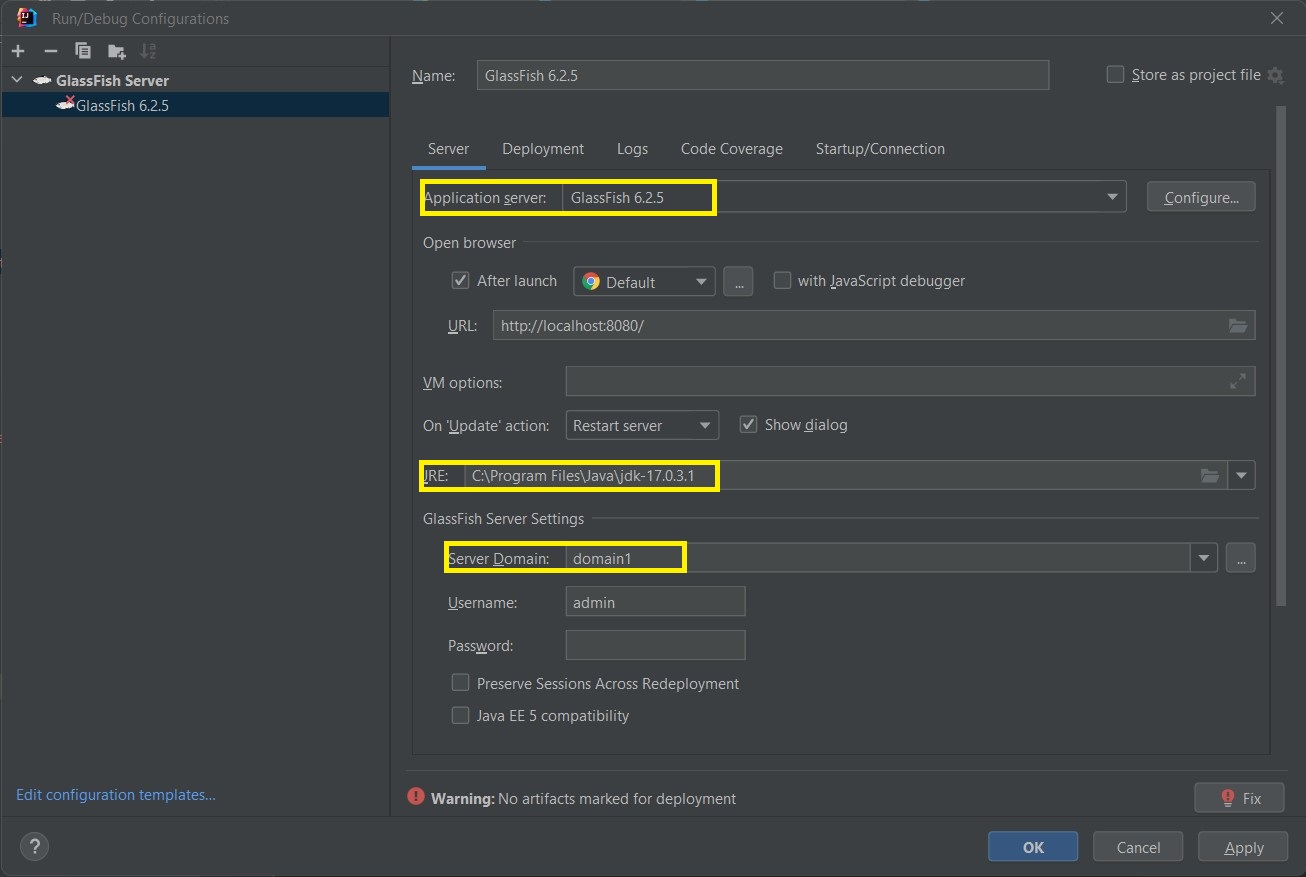 Run/Debug Configurations
GlassFish Server
GlassFish 6.2.5
Name: GlassFish 6.2.5 Store as project file
Server Deployment Logs Code Coverage Startup/Connection
Application server: GlassFish 6.2.5 Configure...
Open browser
After launch Default ... with JavaScript debugger
URL: http://localhost:8080/
VM options:
On 'Update' action: Restart server Show dialog
JRE: C:\Program Files\Java\jdk-17.0.3.1
GlassFish Server Settings
Server Domain: domain1 ...
Username: admin
Password:
Preserve Sessions Across Redeployment
Java EE 5 compatibility
Edit configuration templates...
Warning: No artifacts marked for deployment Fix
? OK Cancel Apply